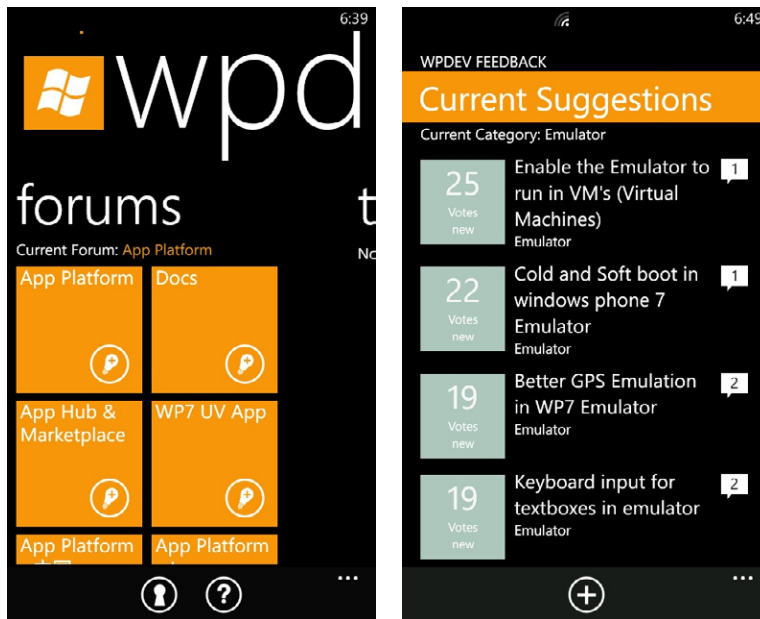 6:39
wpd
forums
t
Current Forum: App Platform
No
App Platform
Docs
App Hub &
Marketplace
WP7 UV App
App Platform
App Platform
6:49
WPDEV FEEDBACK
Current Suggestions
Current Category: Emulator
25
Votes
new
Enable the Emulator to
run in VM's (Virtual
Machines)
Emulator
1
22
Votes
new
Cold and Soft boot in
windows phone 7
Emulator
Emulator
1
19
Votes
new
Better GPS Emulation
in WP7 Emulator
Emulator
2
19
Votes
new
Keyboard input for
textboxes in emulator
Emulator
2